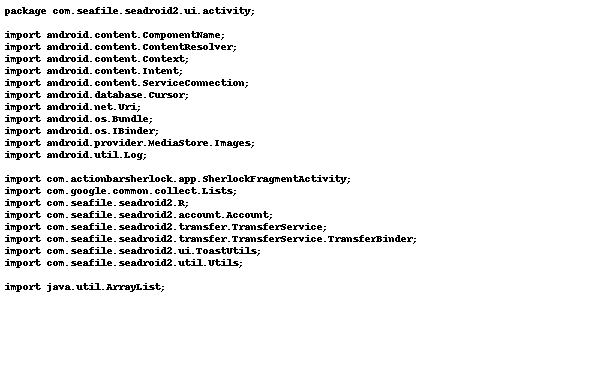 package com.seafile.seadroid2.ui.activity;

import android.content.ComponentName;
import android.content.ContentResolver;
import android.content.Context;
import android.content.Intent;
import android.content.ServiceConnection;
import android.database.Cursor;
import android.net.Uri;
import android.os.Bundle;
import android.os.IBinder;
import android.provider.MediaStore.Images;
import android.util.Log;

import com.actionbarsherlock.app.SherlockFragmentActivity;
import com.google.common.collect.Lists;
import com.seafile.seadroid2.R;
import com.seafile.seadroid2.account.Account;
import com.seafile.seadroid2.transfer.TransferService;
import com.seafile.seadroid2.transfer.TransferService.TransferBinder;
import com.seafile.seadroid2.ui.ToastUtils;
import com.seafile.seadroid2.util.Utils;

import java.util.ArrayList;